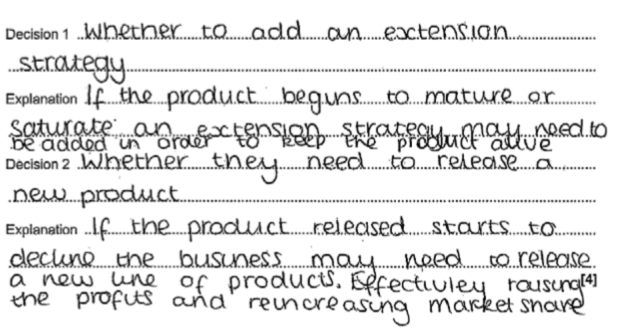 Decision 1 Whether to add an extension
strategy
Explanation If the product begins to mature or
saturate an extension strategy may need to
be added in order to keep the product alive
Decision 2 Whether they need to release a
new product
Explanation If the product released starts to
decline the business may need to release
a new line of products. Effectivley raising [4]
the profits and reincreasing market share